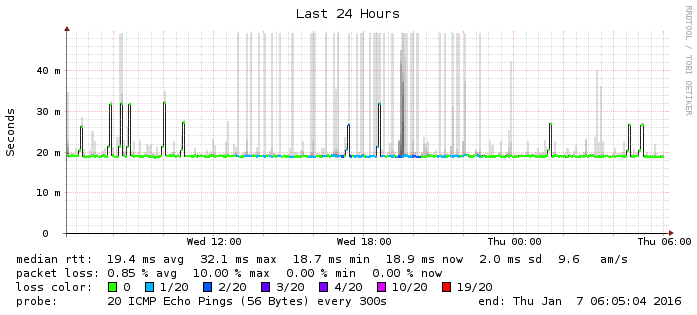 Last 24 Hours
RRDTOOL / TOBI OETIKER
Seconds
40 m
30 m
20 m
10 m
0
Wed 12:00 Wed 18:00 Thu 00:00 Thu 06:00
median rtt: 19.4 ms avg 32.1 ms max 18.7 ms min 18.9 ms now 2.0 ms sd 9.6 am/s
packet loss: 0.85 % avg 10.00 % max 0.00 % min 0.00 % now
loss color: 0 1/20 2/20 3/20 4/20 10/20 19/20
probe: 20 ICMP Echo Pings (56 Bytes) every 300s end: Thu Jan 7 06:05:04 2016